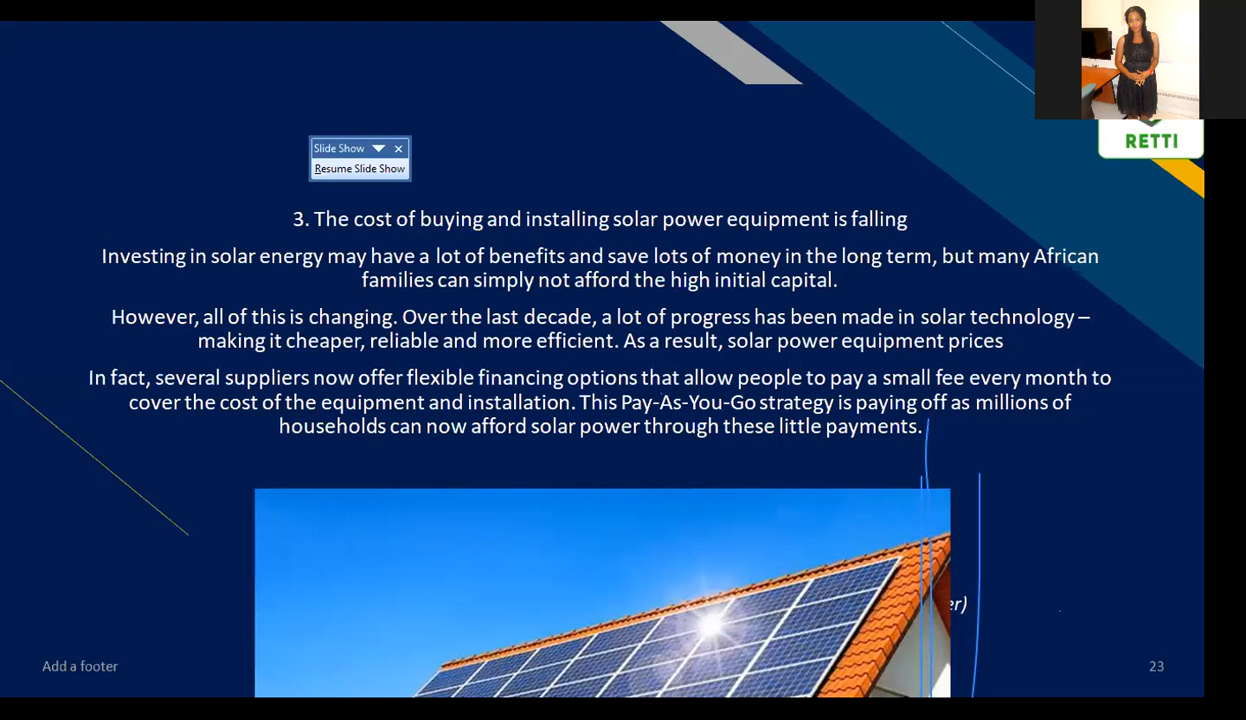 Slide Show
Resume Slide Show
RETTI
3. The cost of buying and installing solar power equipment is falling
Investing in solar energy may have a lot of benefits and save lots of money in the long term, but many African
families can simply not afford the high initial capital.
However, all of this is changing. Over the last decade, a lot of progress has been made in solar technology –
making it cheaper, reliable and more efficient. As a result, solar power equipment prices
In fact, several suppliers now offer flexible financing options that allow people to pay a small fee every month to
cover the cost of the equipment and installation. This Pay-As-You-Go strategy is paying off as millions of
households can now afford solar power through these little payments.
er)
Add a footer
23